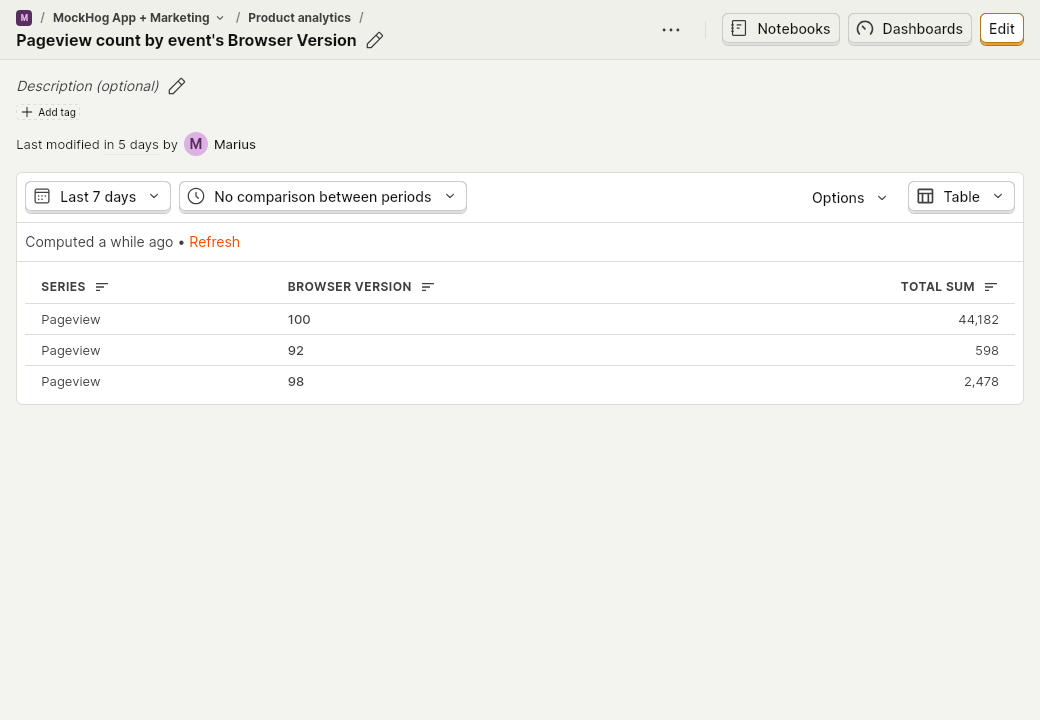 M / MockHog App + Marketing / Product analytics /
Pageview count by event's Browser Version
Notebooks
Dashboards
Edit
Description (optional)
Add tag
Last modified in 5 days by M Marius
Last 7 days
No comparison between periods
Options
Table
Computed a while ago • Refresh
SERIES BROWSER VERSION TOTAL SUM
Pageview 100 44,182
Pageview 92 598
Pageview 98 2,478